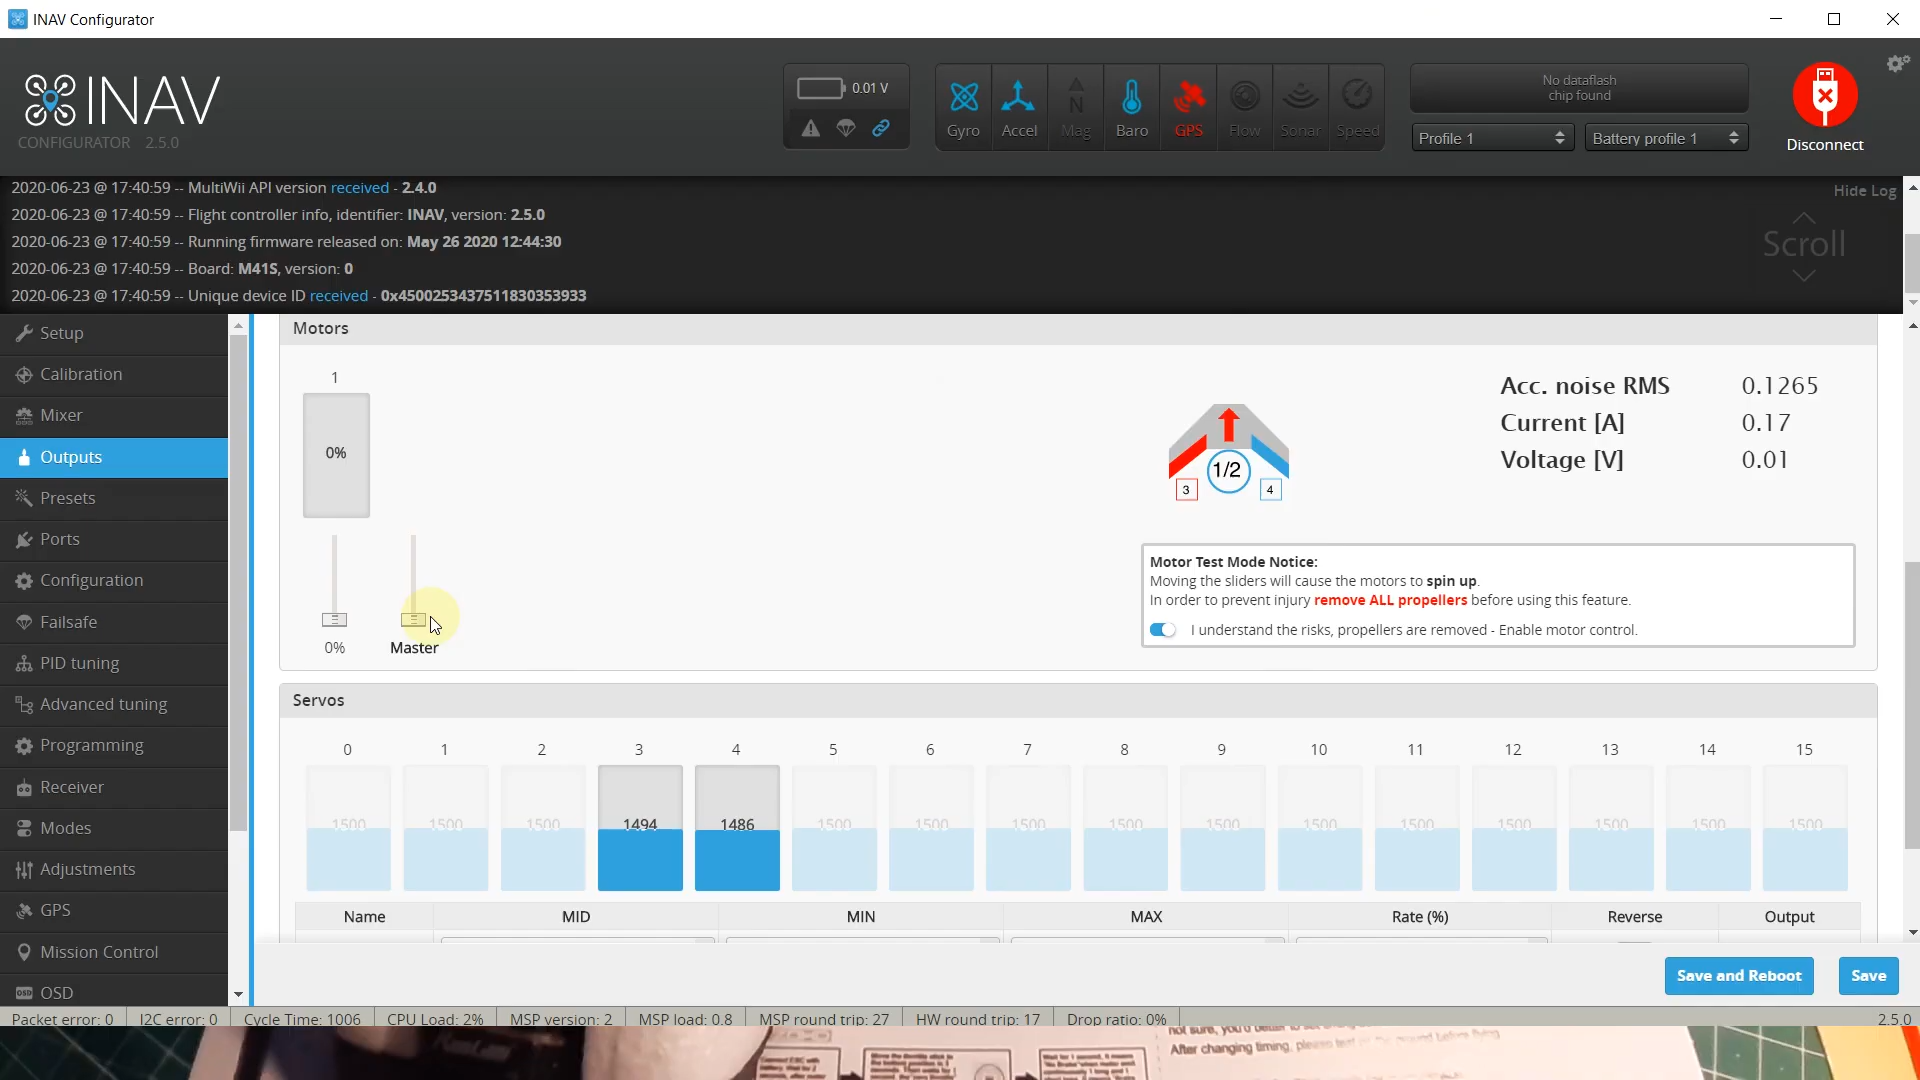 INAV Configurator
INAV
CONFIGURATOR 2.5.0
0.01 V
Gyro
Accel
N
Mag
Baro
GPS
Flow
Sonar
Speed
No dataflash
chip found
Profile 1
Battery profile 1
Disconnect
2020-06-23 @ 17:40:59 -- MultiWii API version received - 2.4.0
2020-06-23 @ 17:40:59 -- Flight controller info, identifier: INAV, version: 2.5.0
2020-06-23 @ 17:40:59 -- Running firmware released on: May 26 2020 12:44:30
2020-06-23 @ 17:40:59 -- Board: M41S, version: 0
2020-06-23 @ 17:40:59 -- Unique device ID received - 0x4500253437511830353933
Hide Log
Scroll
Setup
Calibration
Mixer
Outputs
Presets
Ports
Configuration
Failsafe
PID tuning
Advanced tuning
Programming
Receiver
Modes
Adjustments
GPS
Mission Control
OSD
Motors
1
0%
0%
Master
1/2
3
4
Acc. noise RMS 0.1265
Current [A] 0.17
Voltage [V] 0.01
Motor Test Mode Notice:
Moving the sliders will cause the motors to spin up.
In order to prevent injury remove ALL propellers before using this feature.
I understand the risks, propellers are removed - Enable motor control.
Servos
0 1 2 3 4 5 6 7 8 9 10 11 12 13 14 15
1500 1500 1500 1494 1486 1500 1500 1500 1500 1500 1500 1500 1500 1500 1500 1500
Name MID MIN MAX Rate (%) Reverse Output
Save and Reboot
Save
Packet error: 0 I2C error: 0 Cycle Time: 1006 CPU Load: 2% MSP version: 2 MSP load: 0.8 MSP round trip: 27 HW round trip: 17 Drop ratio: 0% 2.5.0
After changing timing, please test